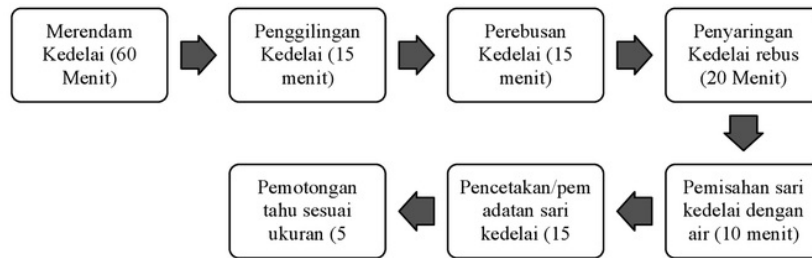 Merendam
Kedelai (60
Menit)
Penggilingan
Kedelai (15
menit)
Perebusan
Kedelai (15
menit)
Penyaringan
Kedelai rebus
(20 Menit)
Pemisahan sari
kedelai dengan
air (10 menit)
Pencetakan/pem
adatan sari
kedelai (15
Pemotongan
tahu sesuai
ukuran (5